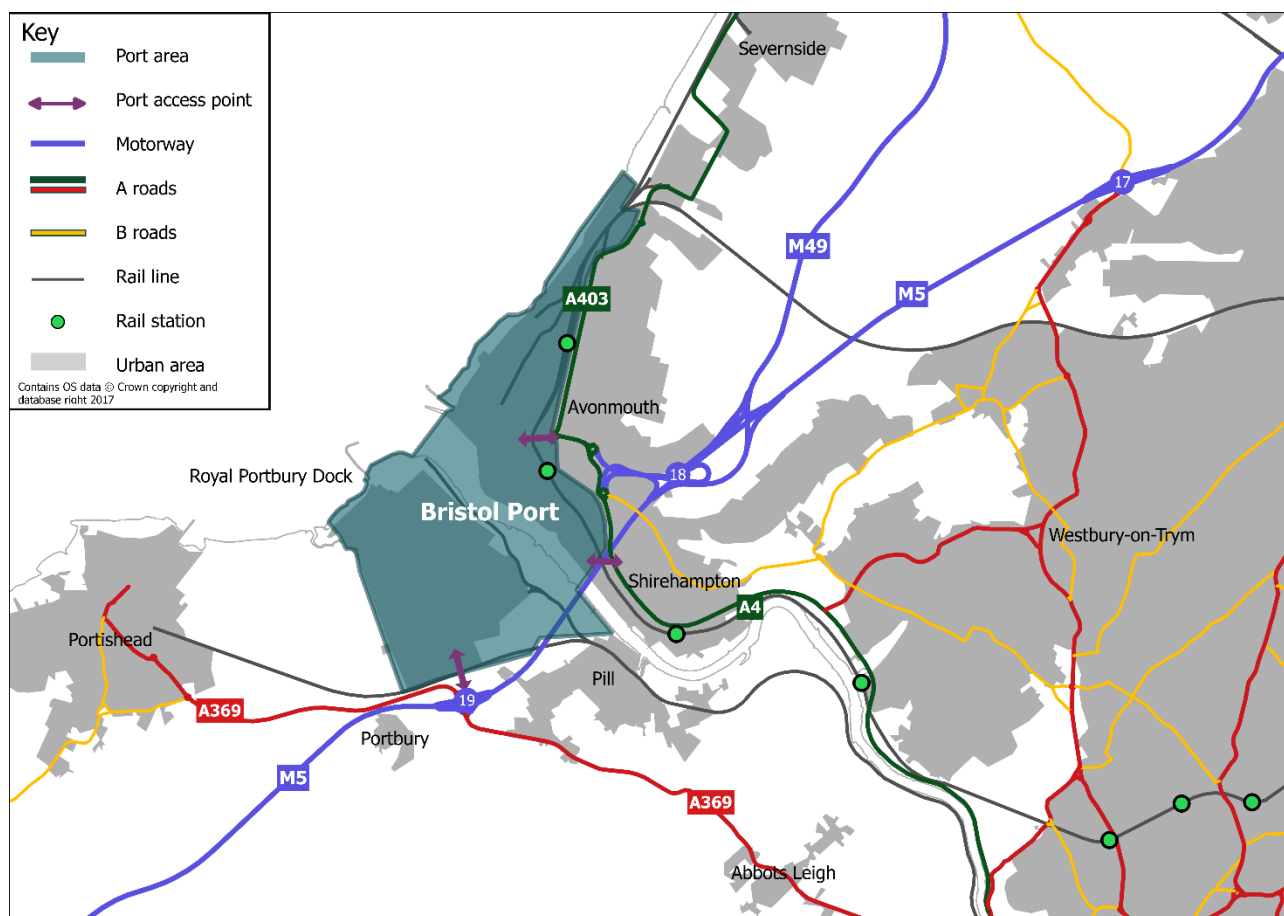 Key
Port area
Port access point
Motorway
A roads
B roads
Rail line
Rail station
Urban area
Contains OS data © Crown copyright and
database right 2017
Severnside
17
M49
M5
A403
Avonmouth
18
Royal Portbury Dock
Bristol Port
Westbury-on-Trym
Shirehampton
A4
Portishead
Pill
19
A369
Portbury
M5
A369
Abbots Leigh